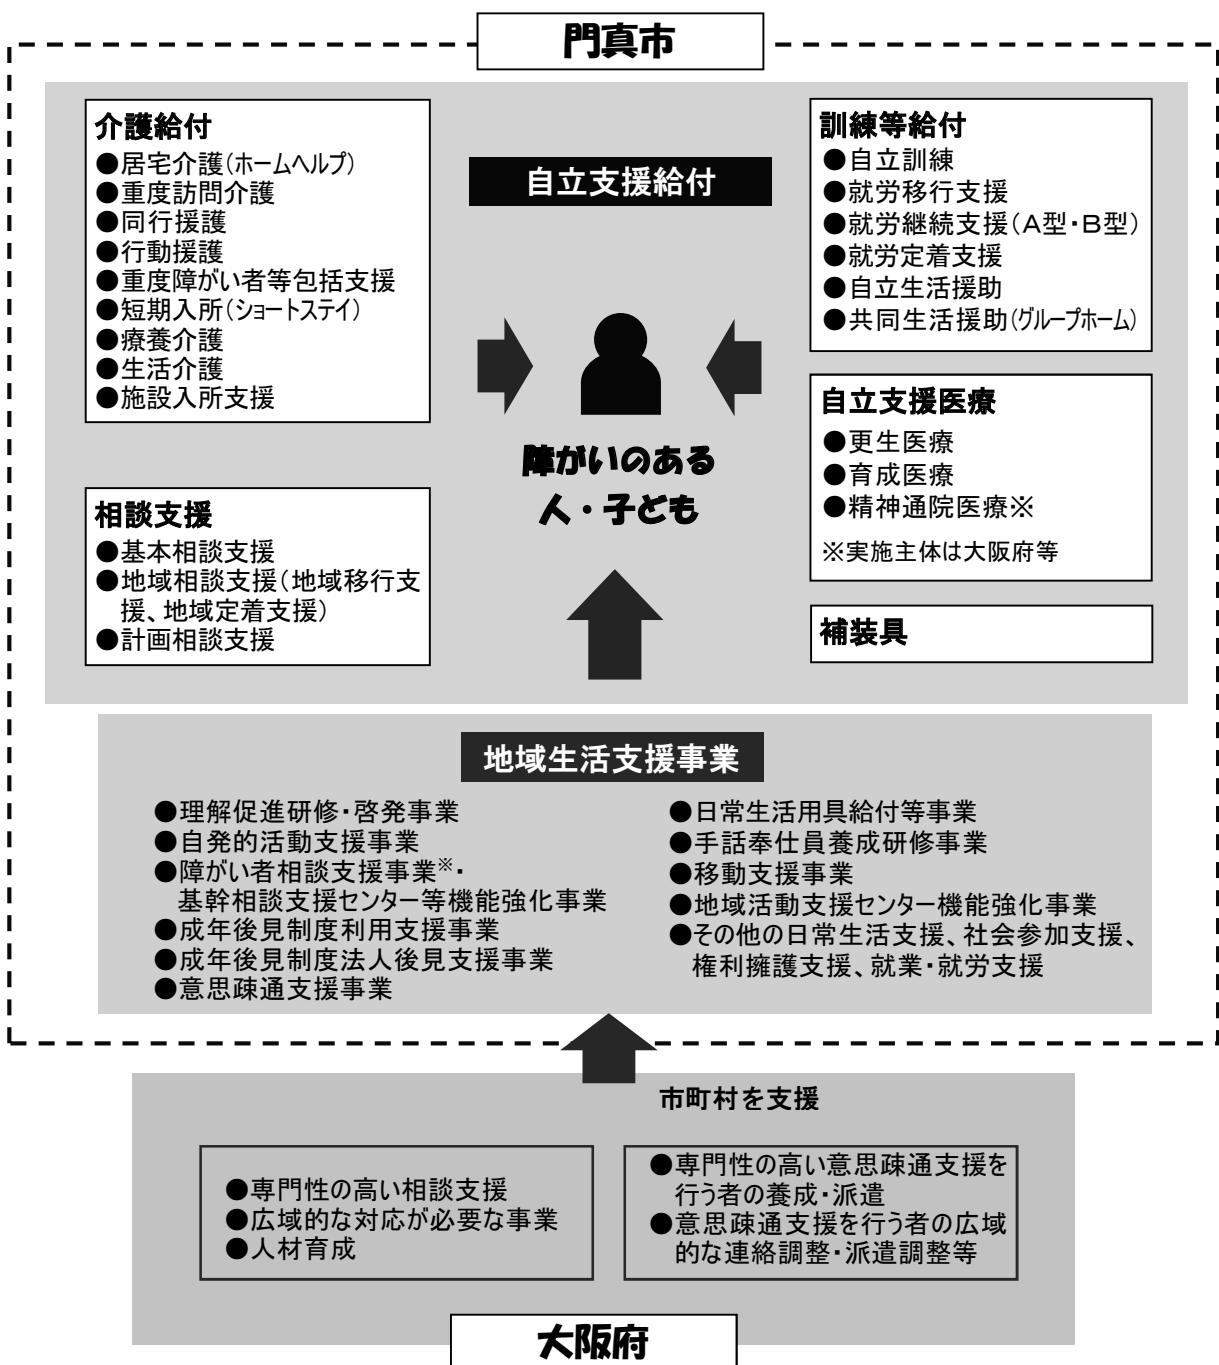 門真市
介護給付
●居宅介護(ホームヘルプ)
●重度訪問介護
●同行援護
●行動援護
●重度障がい者等包括支援
●短期入所(ショートステイ)
●療養介護
●生活介護
●施設入所支援
相談支援
●基本相談支援
●地域相談支援(地域移行支
援、地域定着支援)
●計画相談支援
自立支援給付
障がいのある
人・子ども
訓練等給付
●自立訓練
●就労移行支援
●就労継続支援(A型・B型)
●就労定着支援
●自立生活援助
●共同生活援助(グループホーム)
自立支援医療
●更生医療
●育成医療
●精神通院医療※
※実施主体は大阪府等
補装具
地域生活支援事業
●理解促進研修・啓発事業
●自発的活動支援事業
●障がい者相談支援事業※・
基幹相談支援センター等機能強化事業
●成年後見制度利用支援事業
●成年後見制度法人後見支援事業
●意思疎通支援事業
●日常生活用具給付等事業
●手話奉仕員養成研修事業
●移動支援事業
●地域活動支援センター機能強化事業
●その他の日常生活支援、社会参加支援、
権利擁護支援、就業・就労支援
市町村を支援
●専門性の高い相談支援
●広域的な対応が必要な事業
●人材育成
●専門性の高い意思疎通支援を
行う者の養成・派遣
●意思疎通支援を行う者の広域
的な連絡調整・派遣調整等
大阪府